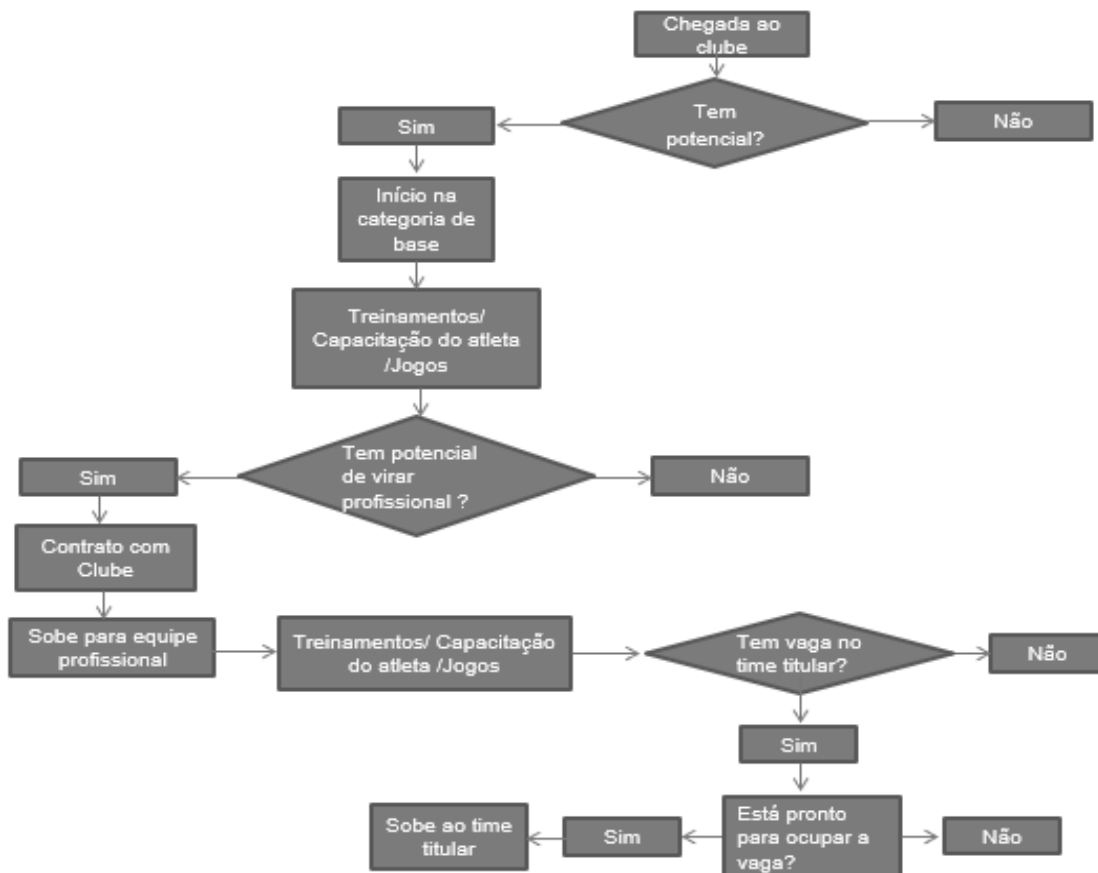 Chegada ao
clube
Tem
potencial?
Sim
Não
Início na
categoria de
base
Treinamentos/
Capacitação do atleta
/Jogos
Tem potencial
de virar
profissional ?
Sim
Não
Contrato com
Clube
Sobe para equipe
profissional
Treinamentos/ Capacitação
do atleta /Jogos
Tem vaga no
time titular?
Não
Sim
Está pronto
para ocupar a
vaga?
Não
Sim
Sobe ao time
titular